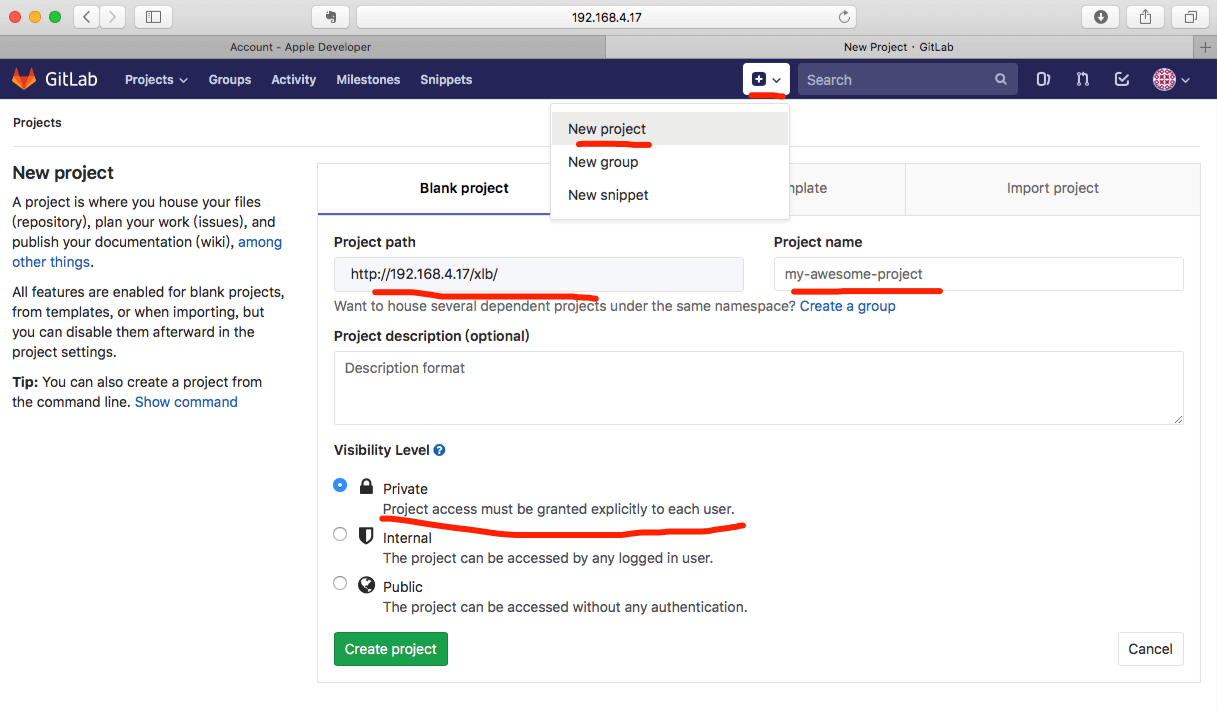 192.168.4.17
Account - Apple Developer
New Project · GitLab
GitLab Projects Groups Activity Milestones Snippets Search
Projects
New project
New group
New snippet
New project
A project is where you house your files
(repository), plan your work (issues), and
publish your documentation (wiki), among
other things.
All features are enabled for blank projects,
from templates, or when importing, but
you can disable them afterward in the
project settings.
Tip: You can also create a project from
the command line. Show command
Blank project
mplate
Import project
Project path
http://192.168.4.17/xlb/
Project name
my-awesome-project
Want to house several dependent projects under the same namespace? Create a group
Project description (optional)
Description format
Visibility Level
Private
Project access must be granted explicitly to each user.
Internal
The project can be accessed by any logged in user.
Public
The project can be accessed without any authentication.
Create project
Cancel